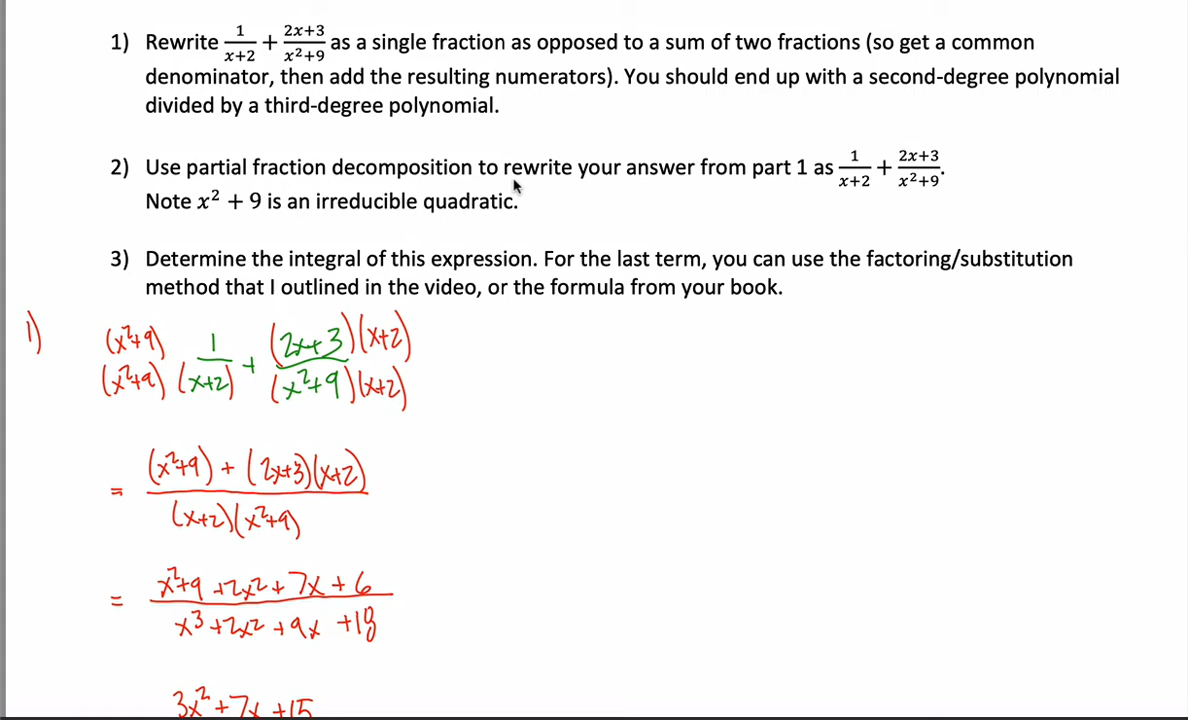 1) Rewrite 1/(x+2) + (2x+3)/(x²+9) as a single fraction as opposed to a sum of two fractions (so get a common
denominator, then add the resulting numerators). You should end up with a second-degree polynomial
divided by a third-degree polynomial.
2) Use partial fraction decomposition to rewrite your answer from part 1 as 1/(x+2) + (2x+3)/(x²+9).
Note x² + 9 is an irreducible quadratic.
3) Determine the integral of this expression. For the last term, you can use the factoring/substitution
method that I outlined in the video, or the formula from your book.
1) (x²+9)/(x²+9) 1/(x+2) + (2x+3)(x+2)/(x²+9)(x+2)
= (x²+9) + (2x+3)(x+2) / (x+2)(x²+9)
= x²+9 +2x²+7x+6 / x³+2x²+9x+18
3x²+7x+15